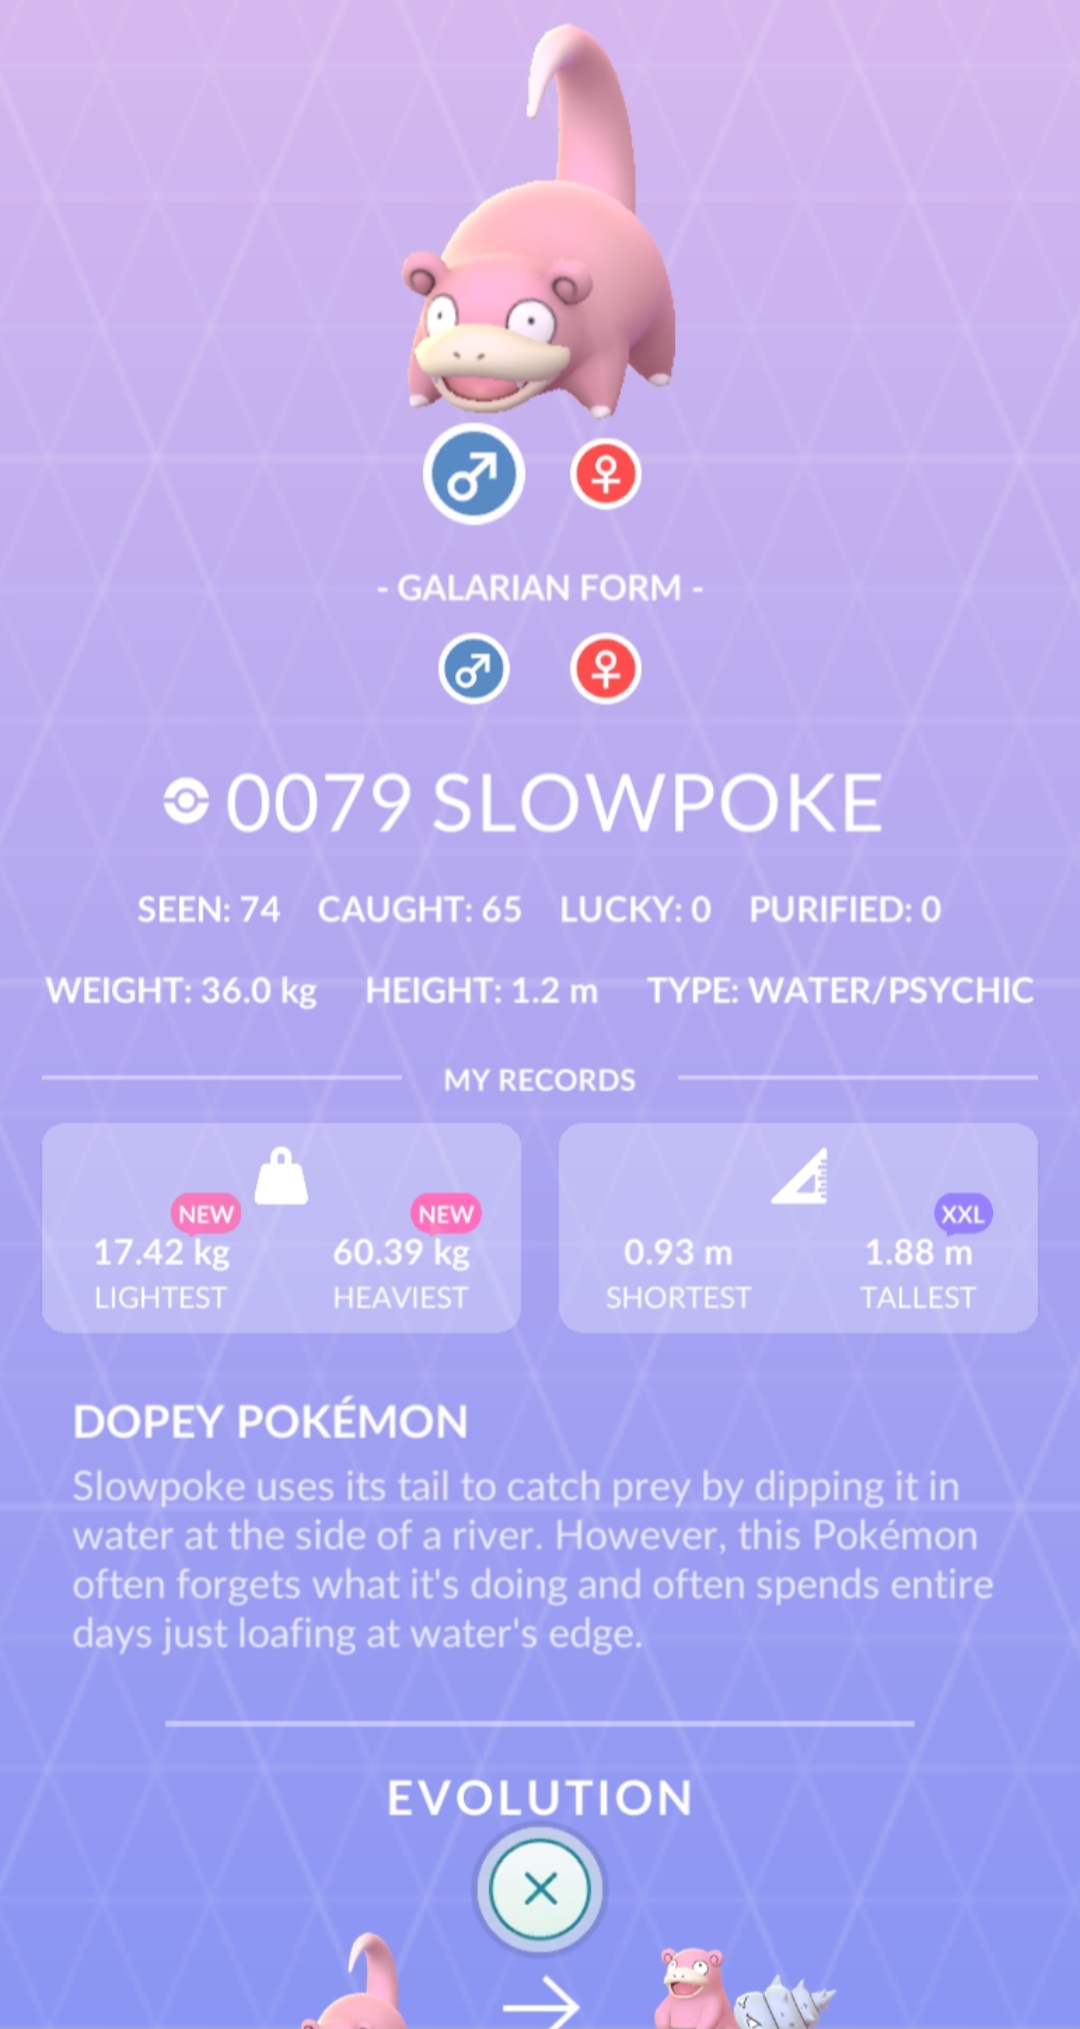 - GALARIAN FORM -
0079 SLOWPOKE
SEEN: 74 CAUGHT: 65 LUCKY: 0 PURIFIED: 0
WEIGHT: 36.0 kg HEIGHT: 1.2 m TYPE: WATER/PSYCHIC
MY RECORDS
NEW NEW XXL
17.42 kg 60.39 kg 0.93 m 1.88 m
LIGHTEST HEAVIEST SHORTEST TALLEST
DOPEY POKÉMON
Slowpoke uses its tail to catch prey by dipping it in
water at the side of a river. However, this Pokémon
often forgets what it's doing and often spends entire
days just loafing at water's edge.
EVOLUTION